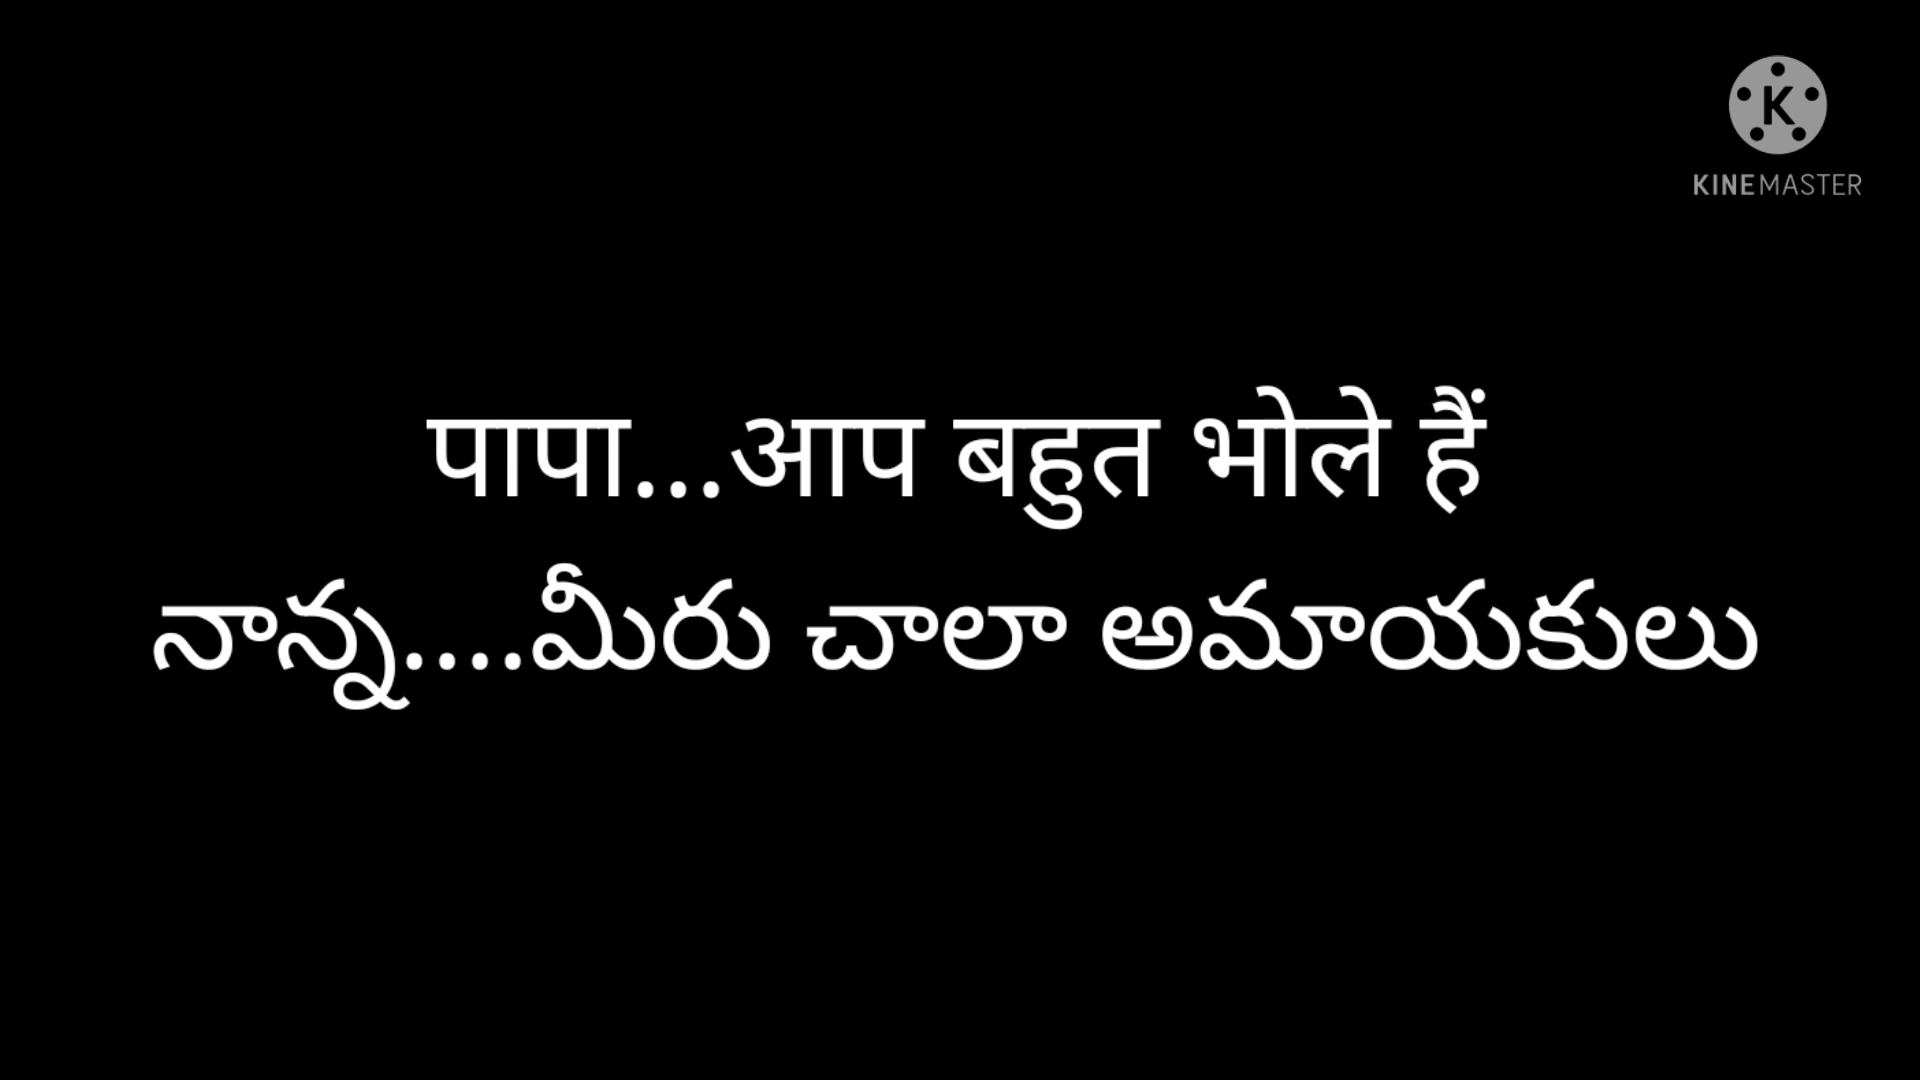 KINEMASTER
पापा...आप बहुत भोले हैं
నాన్న....మీరు చాలా అమాయకులు